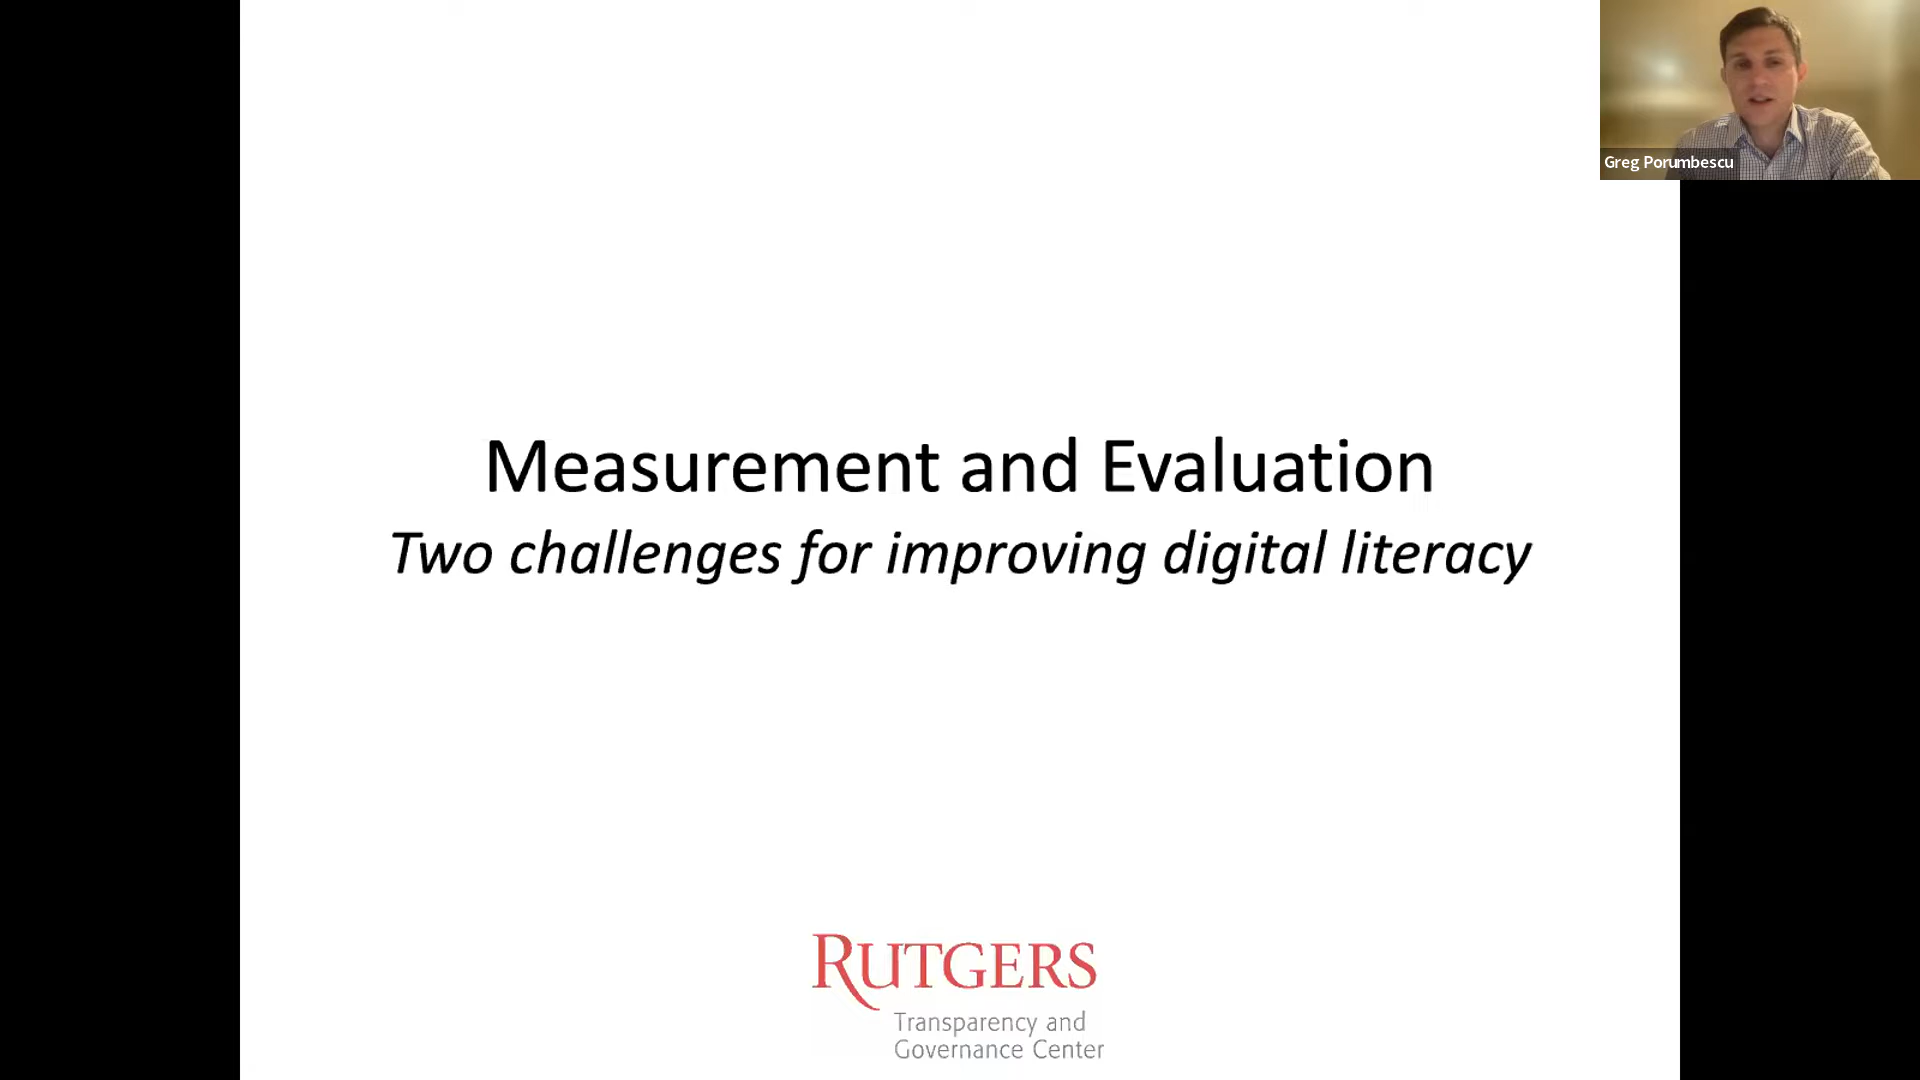 Greg Porumbescu
Measurement and Evaluation
Two challenges for improving digital literacy
RUTGERS
Transparency and
Governance Center